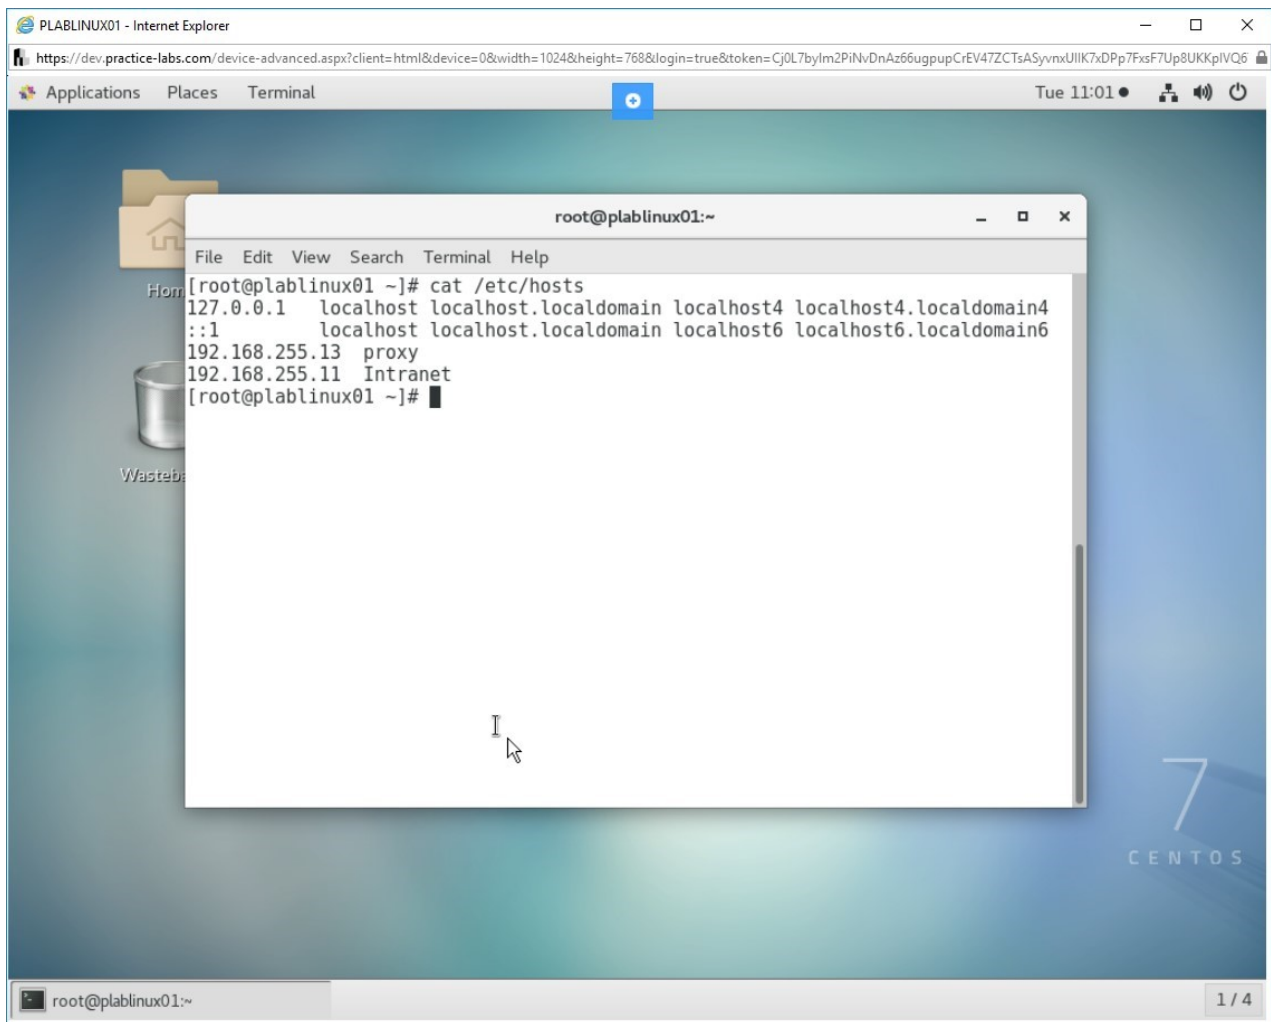 PLABLINUX01 - Internet Explorer
https://dev.practice-labs.com/device-advanced.aspx?client=html&device=0&width=1024&height=768&login=true&token=
Applications Places Terminal Tue 11:01
root@plablinux01:~
File Edit View Search Terminal Help
[root@plablinux01 ~]# cat /etc/hosts
127.0.0.1 localhost localhost.localdomain localhost4 localhost4.localdomain4
::1 localhost localhost.localdomain localhost6 localhost6.localdomain6
192.168.255.13 proxy
192.168.255.11 Intranet
[root@plablinux01 ~]#
Hom
Wasteb
7
CENTOS
root@plablinux01:~
1 / 4